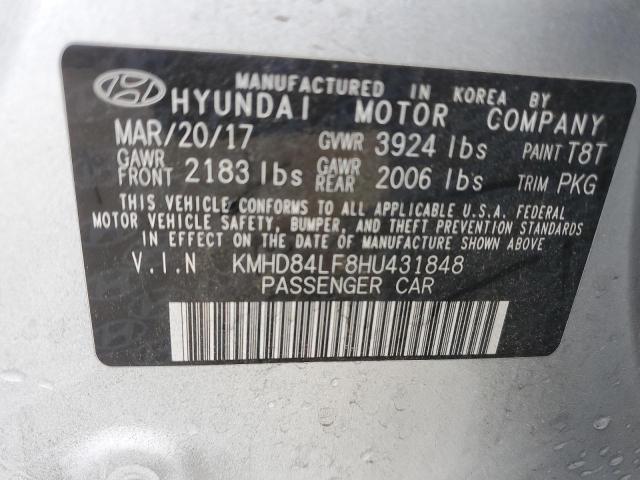 MANUFACTURED IN KOREA BY
HYUNDAI MOTOR COMPANY
MAR/20/17 GVWR 3924 lbs PAINT T8T
GAWR FRONT 2183 lbs GAWR REAR 2006 lbs TRIM PKG
THIS VEHICLE CONFORMS TO ALL APPLICABLE U.S.A. FEDERAL
MOTOR VEHICLE SAFETY, BUMPER, AND THEFT PREVENTION STANDARDS
IN EFFECT ON THE DATE OF MANUFACTURE SHOWN ABOVE.
V.I.N KMHD84LF8HU431848
PASSENGER CAR